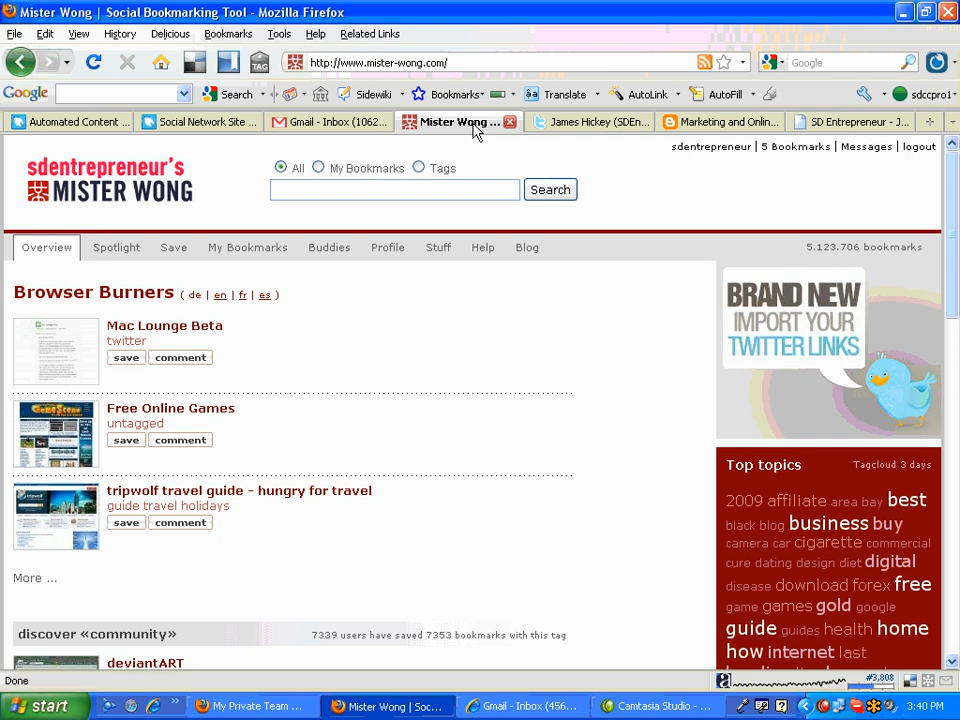 Mister Wong | Social Bookmarking Tool - Mozilla Firefox
File Edit View History Delicious Bookmarks Tools Help Related Links
TAG http://www.mister-wong.com/ Google
Google Search Sidewiki Bookmarks Translate AutoLink AutoFill sdccpro1
Automated Content ... Social Network Site ... Gmail - Inbox (1062... Mister Wong ... James Hickey (SDEn... Marketing and Onlin... SD Entrepreneur - J...
sdentrepreneur | 5 Bookmarks | Messages | logout
sdentrepreneur's
MISTER WONG
All My Bookmarks Tags
Search
Overview Spotlight Save My Bookmarks Buddies Profile Stuff Help Blog 5.123.706 bookmarks
Browser Burners ( de | en | fr | es )
Mac Lounge Beta
twitter
save comment
Free Online Games
untagged
save comment
tripwolf travel guide - hungry for travel
guide travel holidays
save comment
More ...
discover «community» 7339 users have saved 7353 bookmarks with this tag
deviantART
BRAND NEW
IMPORT YOUR
TWITTER LINKS
Top topics Tagcloud 3 days
2009 affiliate area bay best
black blog business buy
camera car cigarette commercial
cure dating design diet digital
disease download forex free
game games gold google
guide guides health home
how internet last
Done #3,808
start My Private Team ... Mister Wong | Soc... Gmail - Inbox (456... Camtasia Studio - ... 3:40 PM